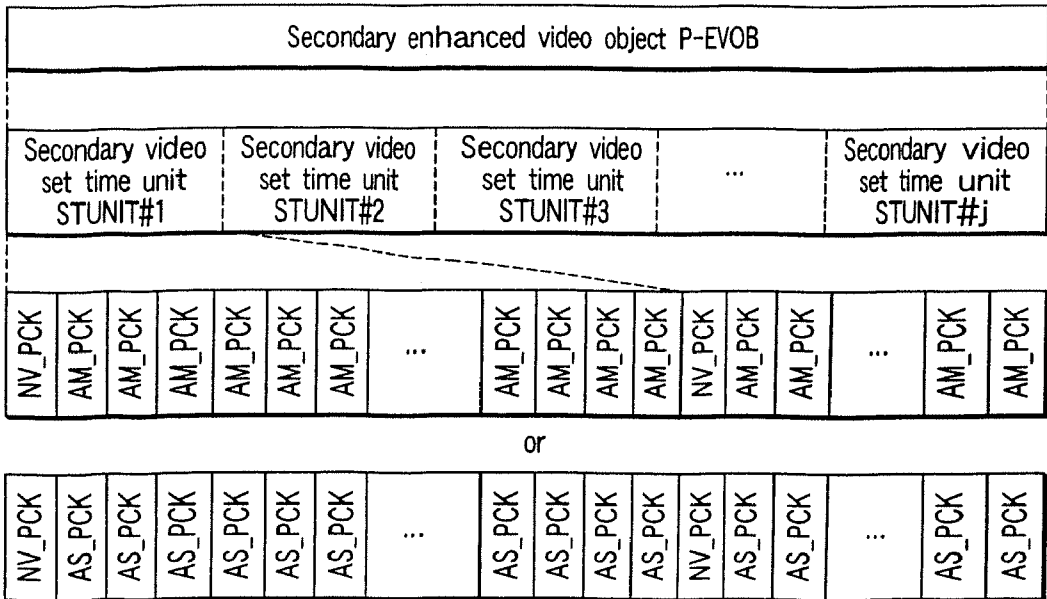 Secondary enhanced video object P-EVOB
Secondary video set time unit STUNIT#1
Secondary video set time unit STUNIT#2
Secondary video set time unit STUNIT#3
...
Secondary video set time unit STUNIT#j
NV_PCK AM_PCK AM_PCK AM_PCK AM_PCK AM_PCK AM_PCK ... AM_PCK AM_PCK AM_PCK AM_PCK NV_PCK AM_PCK AM_PCK ... AM_PCK AM_PCK
or
NV_PCK AS_PCK AS_PCK AS_PCK AS_PCK AS_PCK AS_PCK ... AS_PCK AS_PCK AS_PCK AS_PCK NV_PCK AS_PCK AS_PCK ... AS_PCK AS_PCK